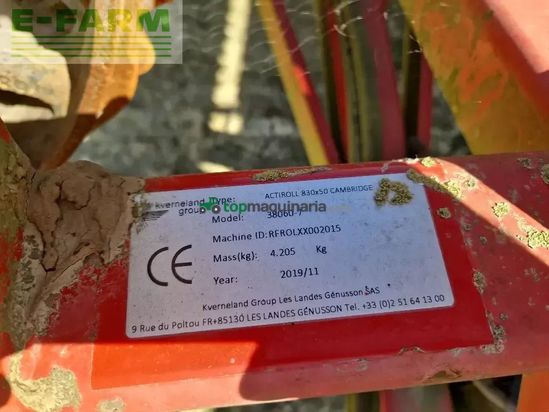 E-FARM
kverneland group
Type: ACTIROLL 830x50 CAMBRIDGE
topmaquinaria
Model: 38060-7
Machine ID: RFROLXX002015
Mass(kg): 4.205 Kg
CE
Year: 2019/11
Kverneland Group Les Landes Génusson SAS
9 Rue du Poitou FR+85130 LES LANDES GÉNUSSON Tel. +33 (0)2 51 64 13 00